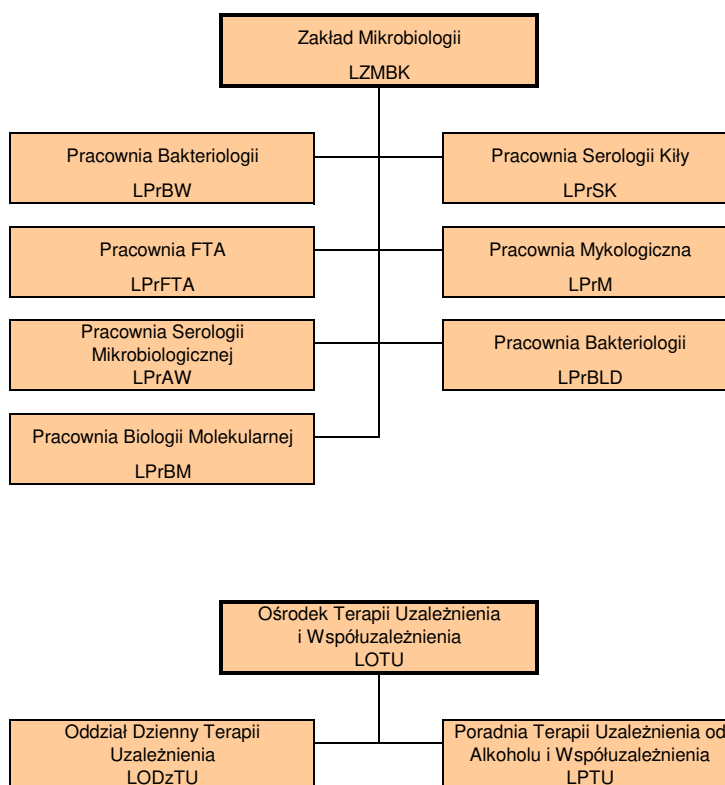 Zakład Mikrobiologii
LZMBK
Pracownia Bakteriologii
LPrBW
Pracownia Serologii Kiły
LPrSK
Pracownia FTA
LPrFTA
Pracownia Mykologiczna
LPrM
Pracownia Serologii
Mikrobiologicznej
LPrAW
Pracownia Bakteriologii
LPrBLD
Pracownia Biologii Molekularnej
LPrBM
Ośrodek Terapii Uzależnienia
i Współuzależnienia
LOTU
Oddział Dzienny Terapii
Uzależnienia
LODzTU
Poradnia Terapii Uzależnienia od
Alkoholu i Współuzależnienia
LPTU